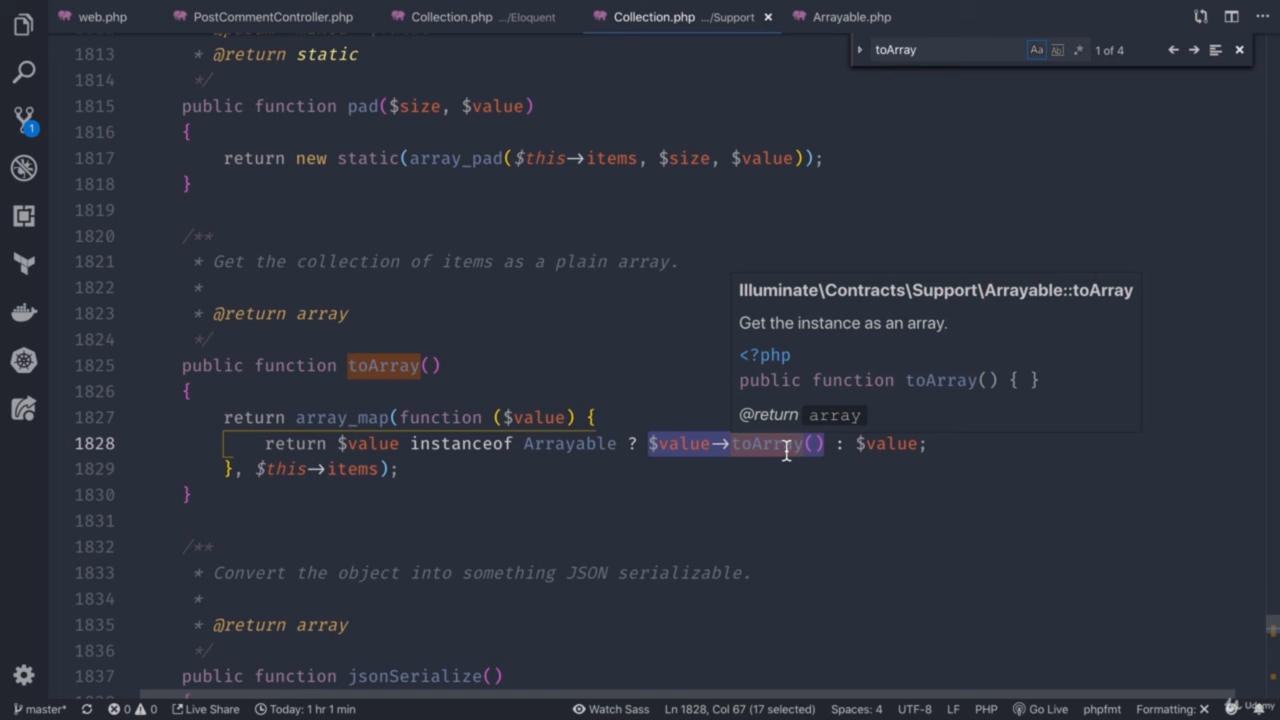 web.php PostCommentController.php Collection.php .../Eloquent Collection.php .../Support Arrayable.php
toArray Aa Ab 1 of 4
1813 * @return static
1814 */
1815 public function pad($size, $value)
1816 {
1817 return new static(array_pad($this→items, $size, $value));
1818 }
1819
1820 /**
1821 * Get the collection of items as a plain array.
1822 *
1823 * @return array
1824 */
1825 public function toArray()
1826 {
1827 return array_map(function ($value) {
1828 return $value instanceof Arrayable ? $value→toArray() : $value;
1829 }, $this→items);
1830 }
1831
1832 /**
1833 * Convert the object into something JSON serializable.
1834 *
1835 * @return array
1836 */
1837 public function jsonSerialize()
Illuminate\Contracts\Support\Arrayable::toArray
Get the instance as an array.
<?php
public function toArray() { }
@return array
1
master* 0 0 Live Share Today: 1 hr 1 min Watch Sass Ln 1828, Col 67 (17 selected) Spaces: 4 UTF-8 LF PHP Go Live phpfmt Formatting: ✕
Udemy